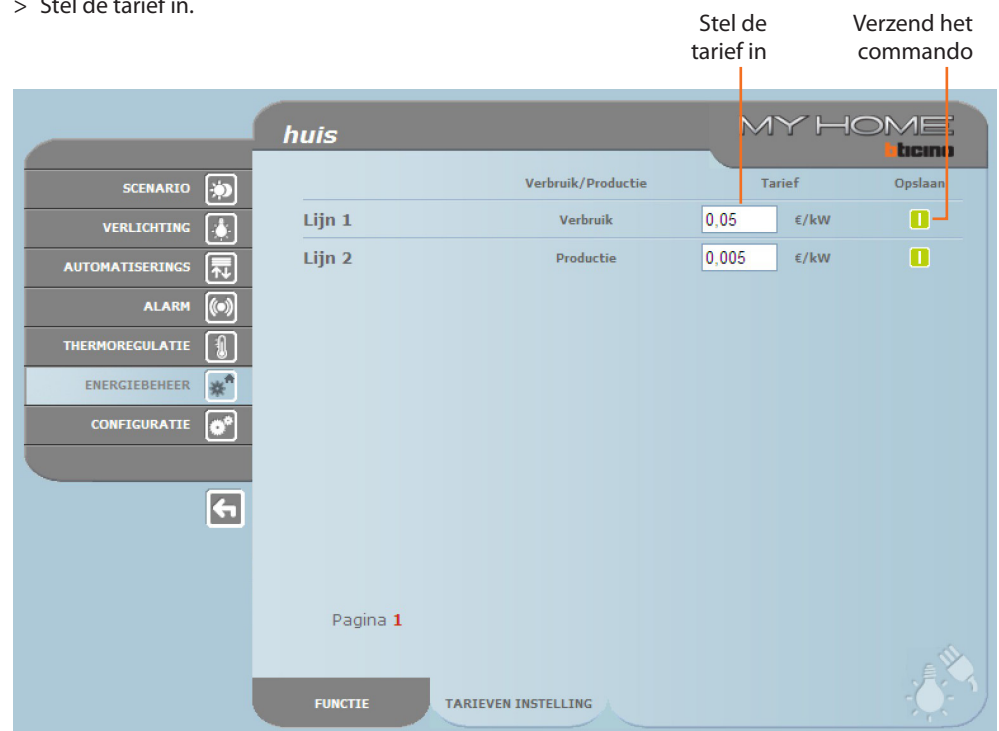 > Stel de tarief in.
Stel de
tarief in
Verzend het
commando
huis
MY HOME
bticino
SCENARIO
VERLICHTING
AUTOMATISERINGS
ALARM
THERMOREGULATIE
ENERGIEBEHEER
CONFIGURATIE
Verbruik/Productie Tarief Opslaan
Lijn 1 Verbruik 0,05 €/kW
Lijn 2 Productie 0,005 €/kW
Pagina 1
FUNCTIE TARIEVEN INSTELLING